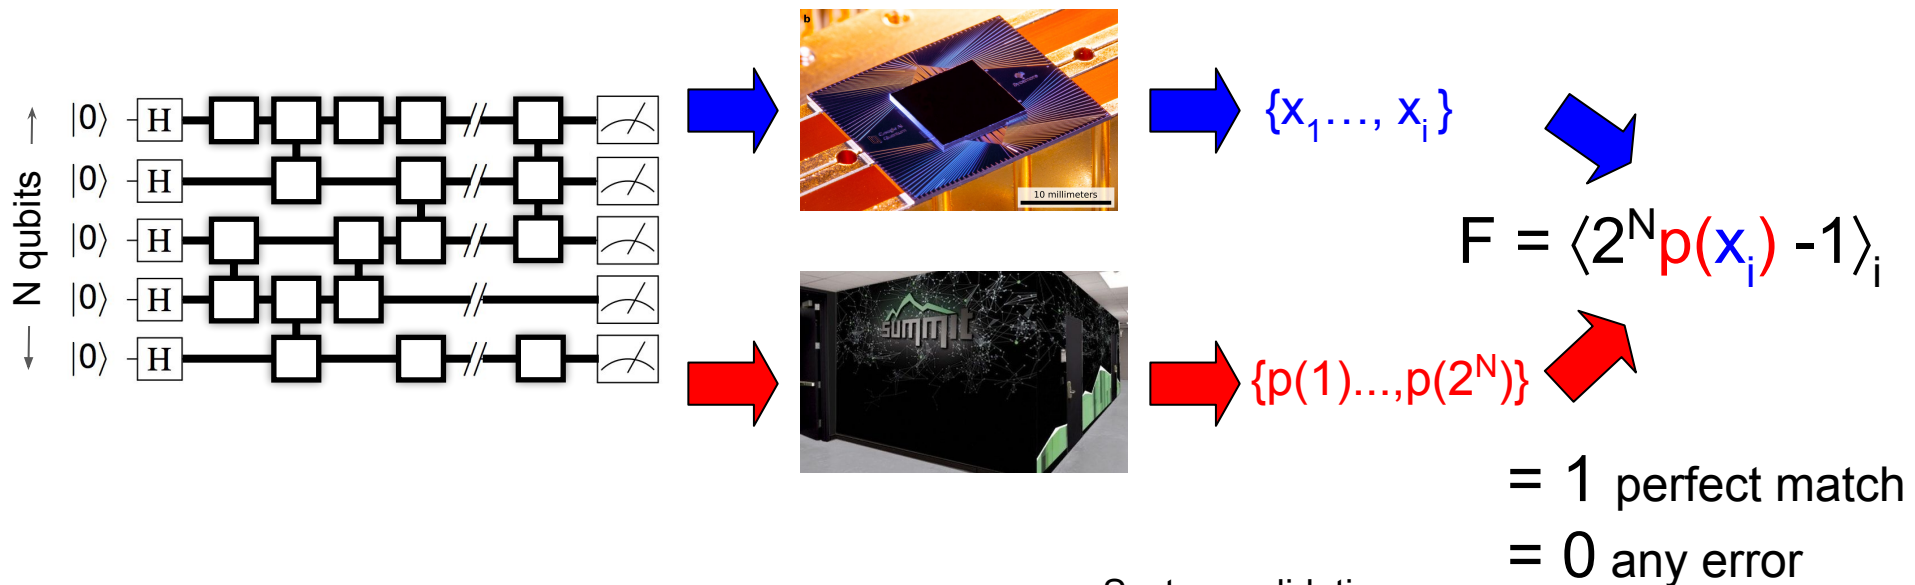 N qubits
|0⟩ H
|0⟩ H
|0⟩ H
|0⟩ H
|0⟩ H
b
10 millimeters
summit
{x₁..., xᵢ}
{p(1)...,p(2ᴺ)}
F = ⟨2ᴺp(xᵢ) -1⟩ᵢ
= 1 perfect match
= 0 any error